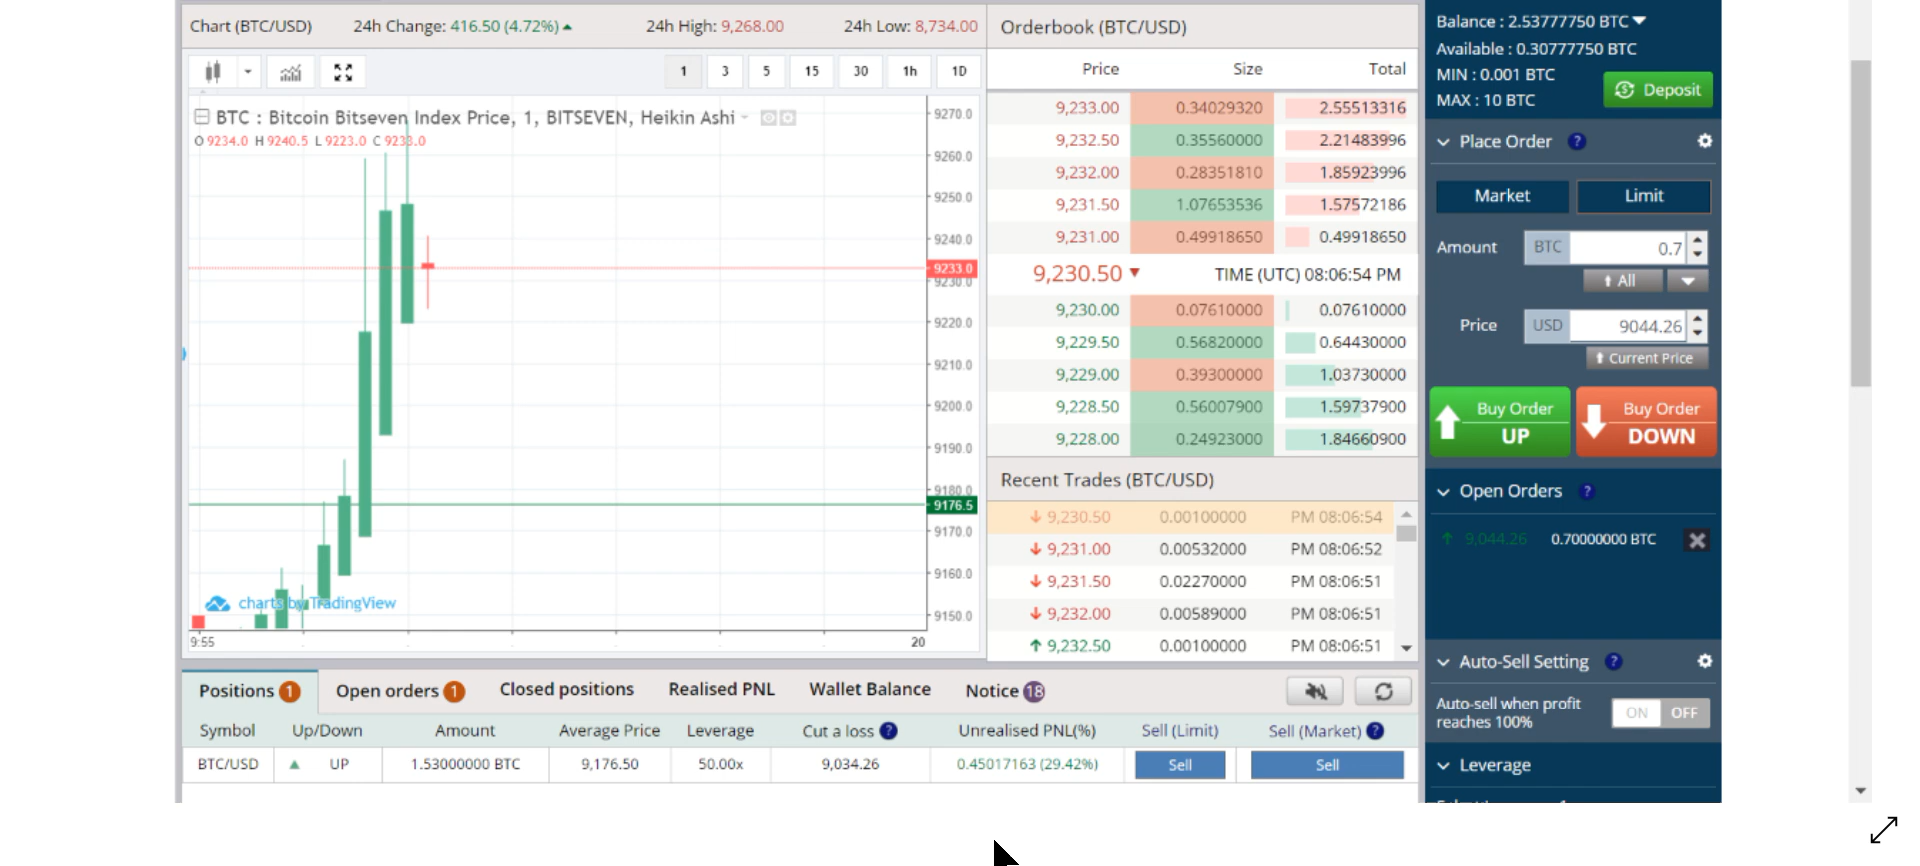 Chart (BTC/USD) 24h Change: 416.50 (4.72%) 24h High: 9,268.00 24h Low: 8,734.00
1 3 5 15 30 1h 1D
BTC : Bitcoin Bitseven Index Price, 1, BITSEVEN, Heikin Ashi
O 9234.0 H 9240.5 L 9223.0 C 9233.0
9270.0
9260.0
9250.0
9240.0
9233.0
9230.0
9220.0
9210.0
9200.0
9190.0
9180.0
9176.5
9170.0
9160.0
9150.0
charts by TradingView
9:55 20
Orderbook (BTC/USD)
Price Size Total
9,233.00 0.34029320 2.55513316
9,232.50 0.35560000 2.21483996
9,232.00 0.28351810 1.85923996
9,231.50 1.07653536 1.57572186
9,231.00 0.49918650 0.49918650
9,230.50 TIME (UTC) 08:06:54 PM
9,230.00 0.07610000 0.07610000
9,229.50 0.56820000 0.64430000
9,229.00 0.39300000 1.03730000
9,228.50 0.56007900 1.59737900
9,228.00 0.24923000 1.84660900
Recent Trades (BTC/USD)
9,230.50 0.00100000 PM 08:06:54
9,231.00 0.00532000 PM 08:06:52
9,231.50 0.02270000 PM 08:06:51
9,232.00 0.00589000 PM 08:06:51
9,232.50 0.00100000 PM 08:06:51
Balance : 2.53777750 BTC
Available : 0.30777750 BTC
MIN : 0.001 BTC
MAX : 10 BTC
Deposit
Place Order ?
Market Limit
Amount BTC 0.7
All
Price USD 9044.26
Current Price
Buy Order UP
Buy Order DOWN
Open Orders ?
9,044.26 0.70000000 BTC
Auto-Sell Setting ?
Auto-sell when profit
reaches 100%
ON OFF
Leverage
Positions 1 Open orders 1 Closed positions Realised PNL Wallet Balance Notice 18
Symbol Up/Down Amount Average Price Leverage Cut a loss ? Unrealised PNL(%) Sell (Limit) Sell (Market) ?
BTC/USD UP 1.53000000 BTC 9,176.50 50.00x 9,034.26 0.45017163 (29.42%) Sell Sell